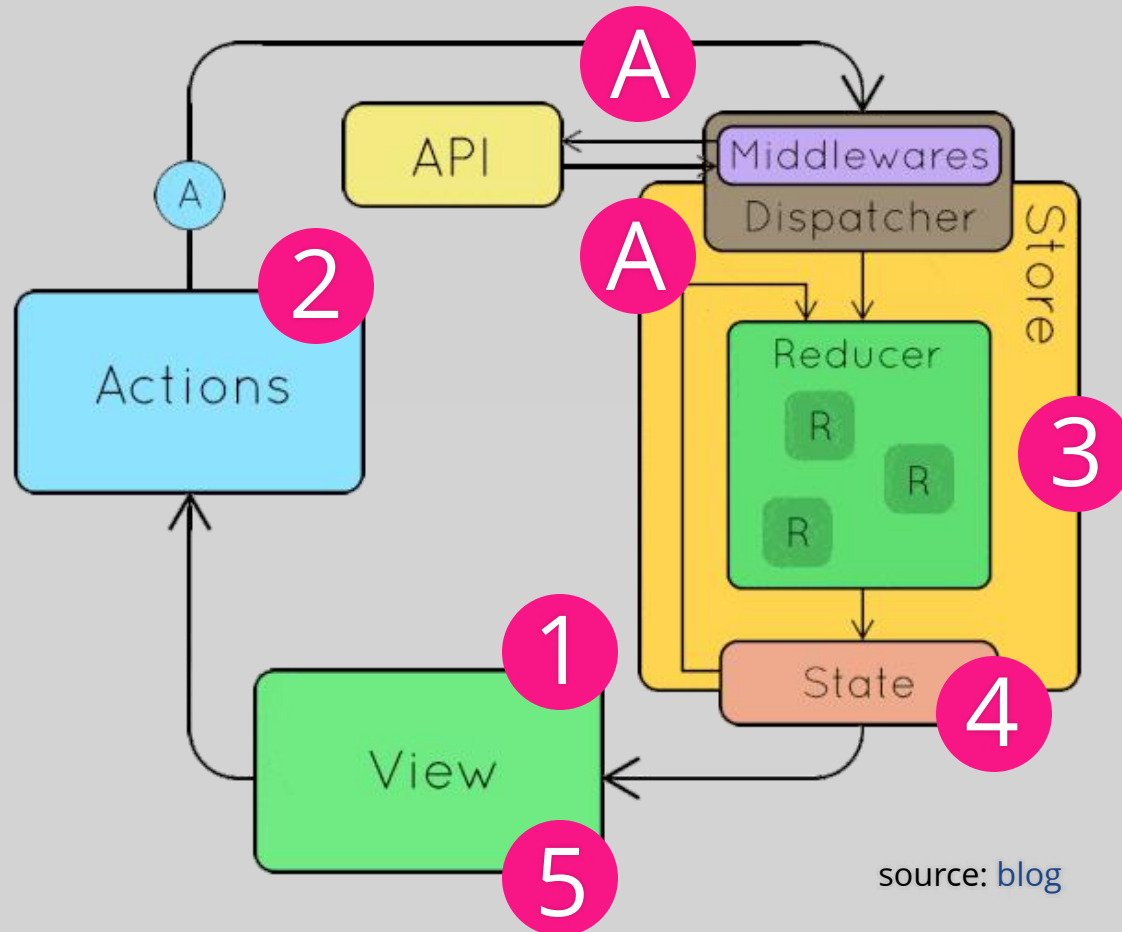 A
API
Middlewares
Dispatcher
A
Store
2
A
Actions
Reducer
R
R
R
3
1
State
4
View
5
source: blog